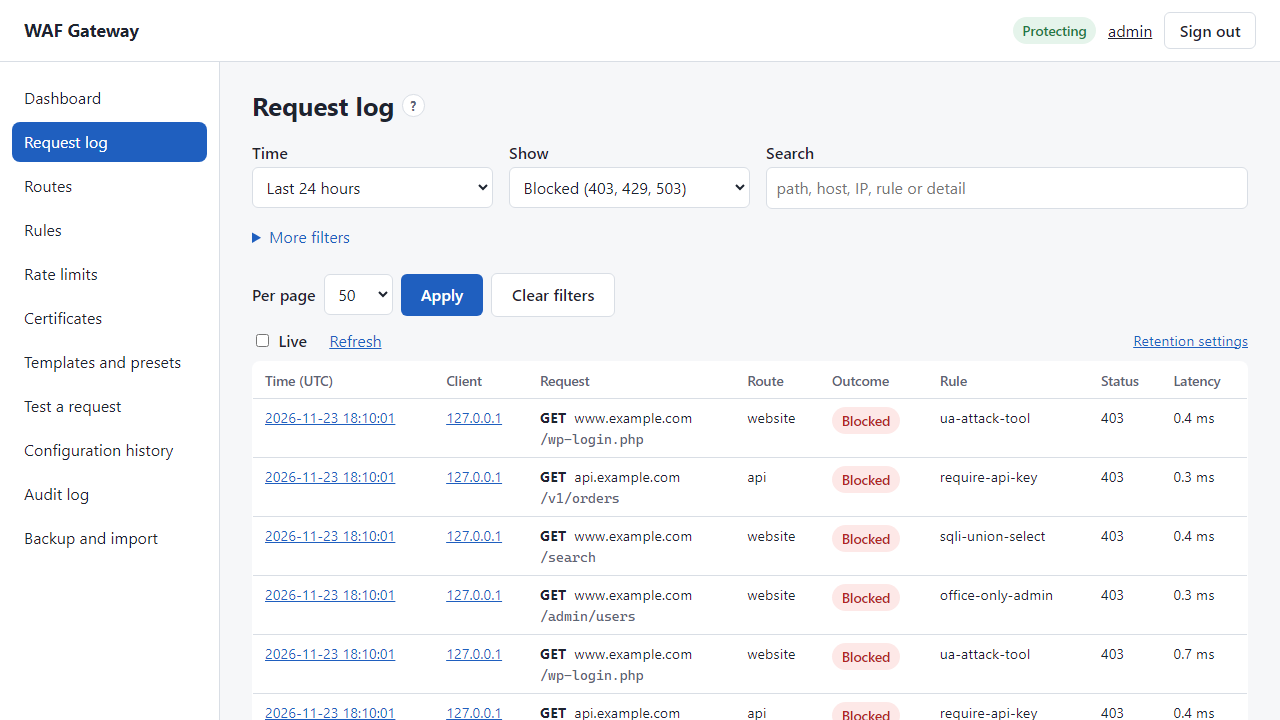 WAF Gateway
Protecting admin Sign out
Dashboard
Request log
Routes
Rules
Rate limits
Certificates
Templates and presets
Test a request
Configuration history
Audit log
Backup and import
Request log ?
Time Show Search
Last 24 hours Blocked (403, 429, 503) path, host, IP, rule or detail
More filters
Per page 50 Apply Clear filters
Live Refresh Retention settings
Time (UTC) Client Request Route Outcome Rule Status Latency
2026-11-23 18:10:01 127.0.0.1 GET www.example.com website Blocked ua-attack-tool 403 0.4 ms
/wp-login.php
2026-11-23 18:10:01 127.0.0.1 GET api.example.com api Blocked require-api-key 403 0.3 ms
/v1/orders
2026-11-23 18:10:01 127.0.0.1 GET www.example.com website Blocked sqli-union-select 403 0.4 ms
/search
2026-11-23 18:10:01 127.0.0.1 GET www.example.com website Blocked office-only-admin 403 0.3 ms
/admin/users
2026-11-23 18:10:01 127.0.0.1 GET www.example.com website Blocked ua-attack-tool 403 0.7 ms
/wp-login.php
2026-11-23 18:10:01 127.0.0.1 GET api.example.com api Blocked require-api-key 403 0.4 ms